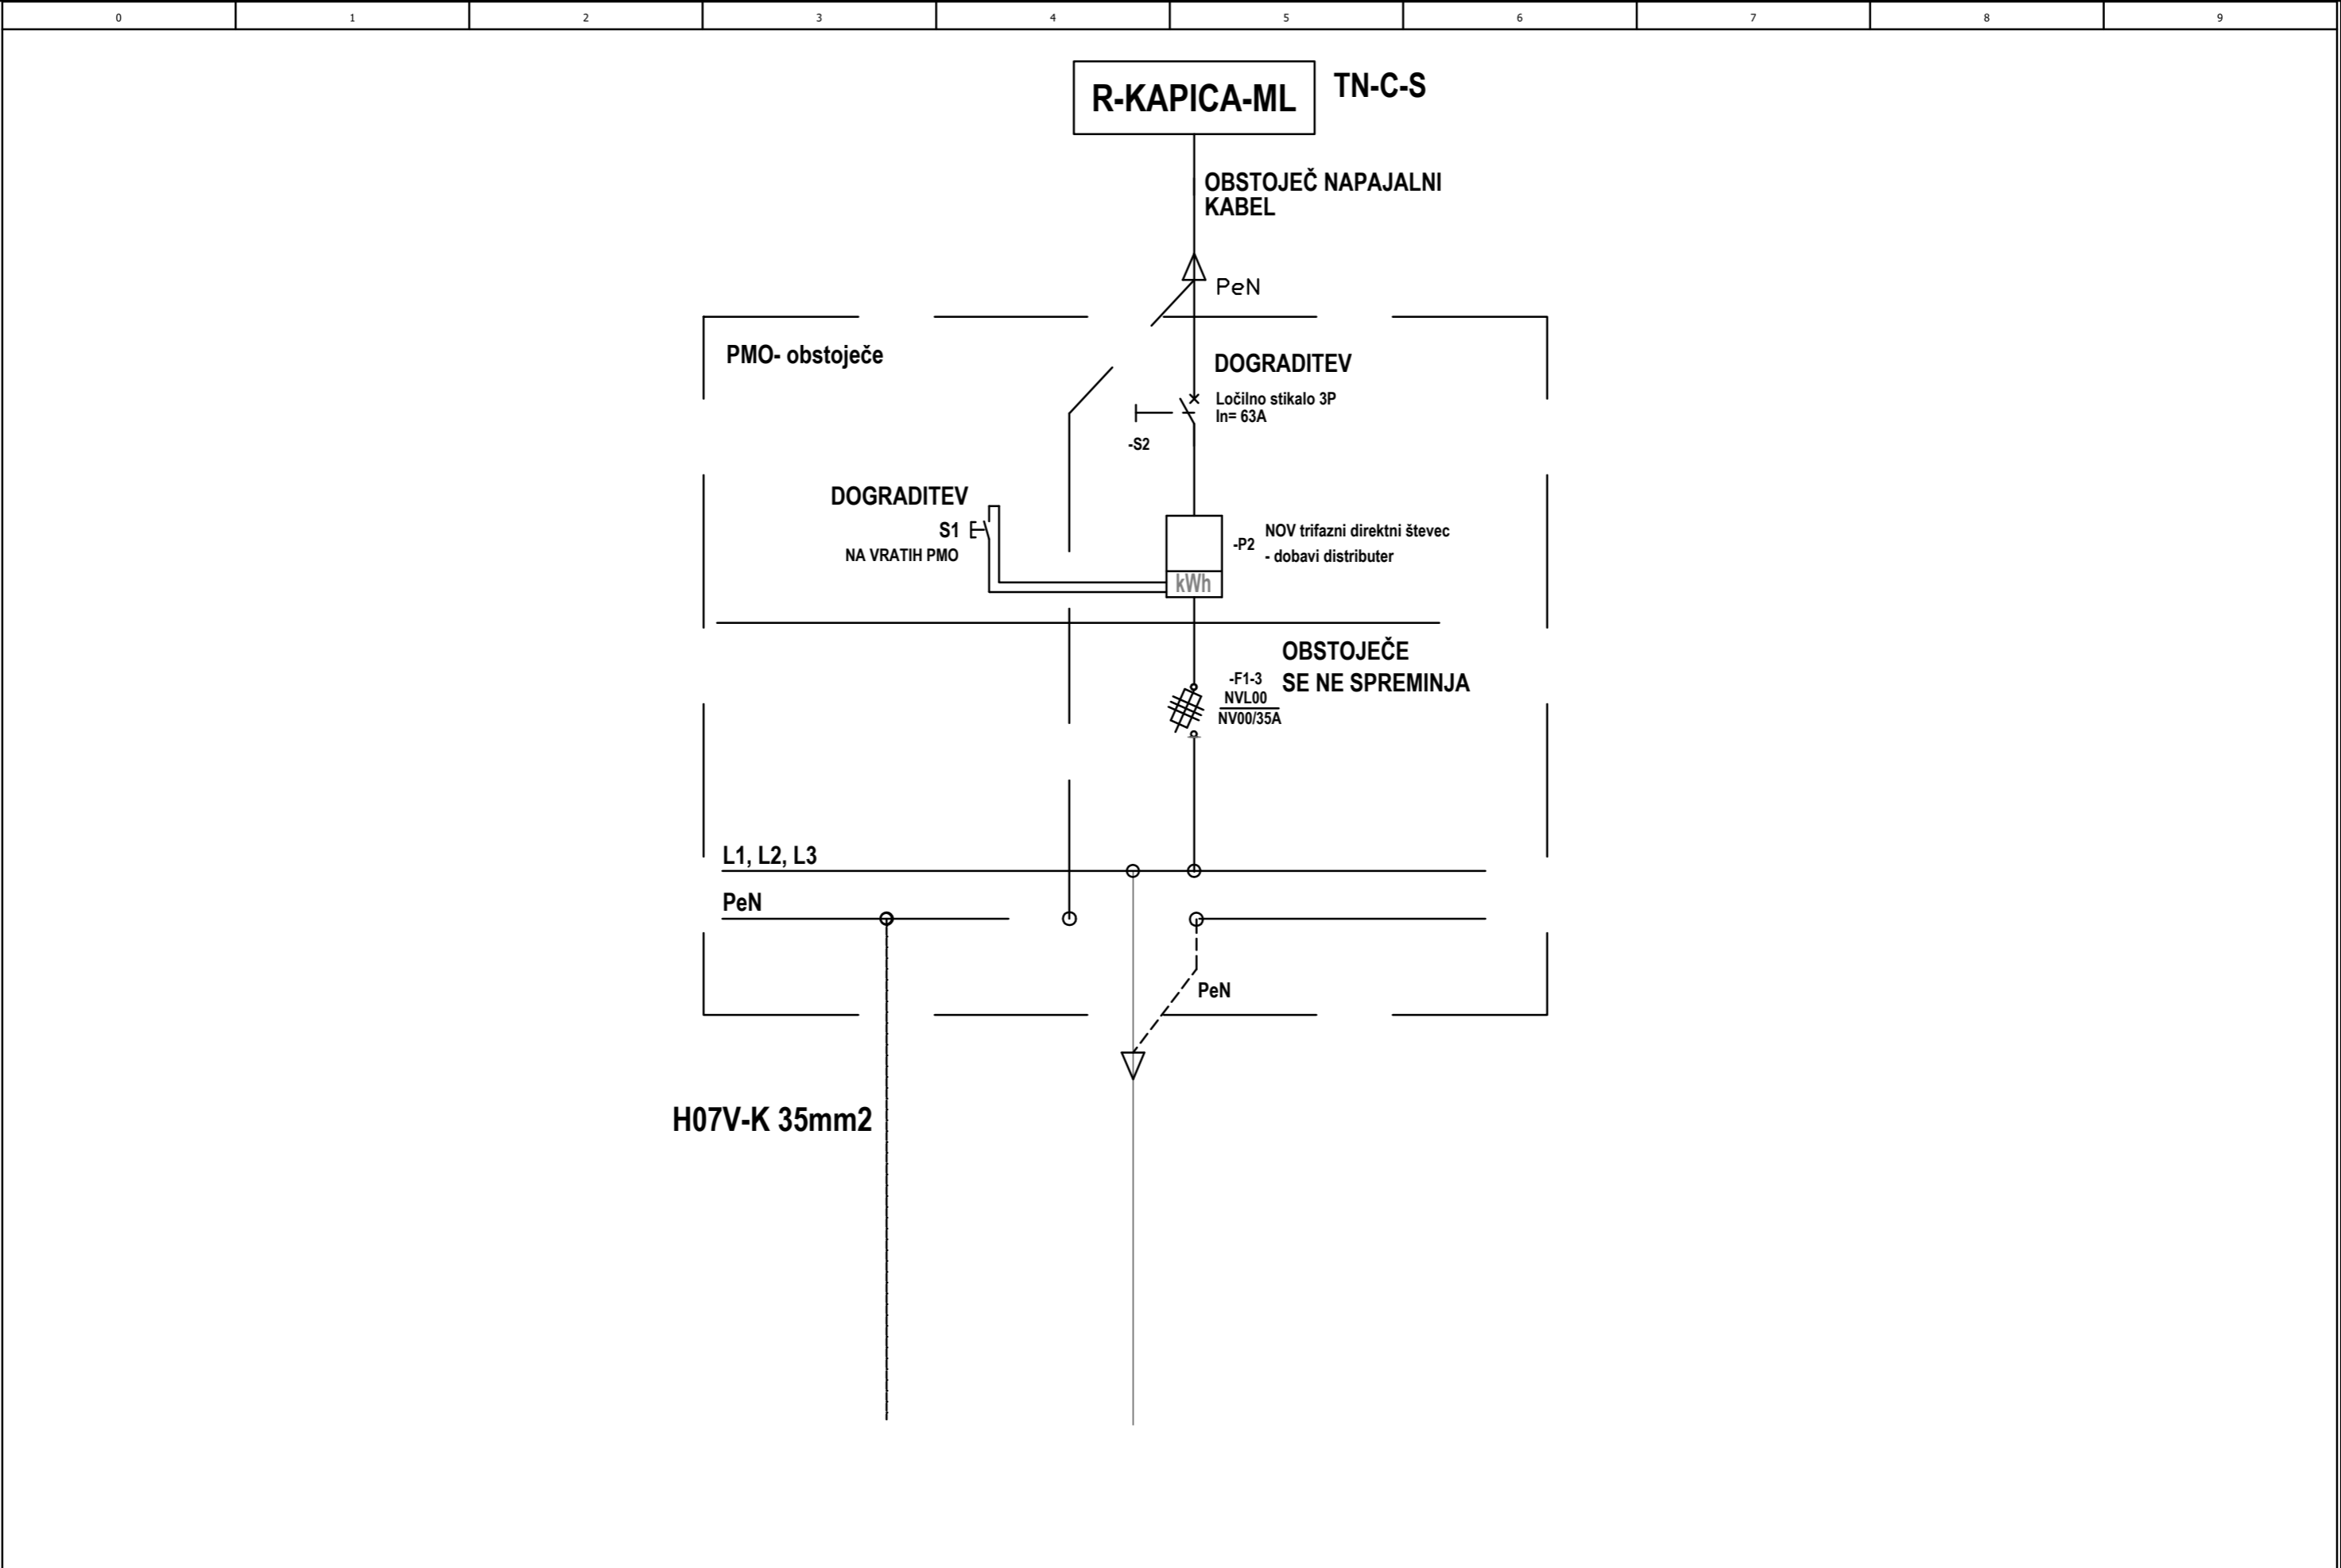 0 1 2 3 4 5 6 7 8 9
R-KAPICA-ML
TN-C-S
OBSTOJEČ NAPAJALNI
KABEL
PeN
PMO- obstoječe
DOGRADITEV
Ločilno stikalo 3P
In= 63A
-S2
DOGRADITEV
S1
NA VRATIH PMO
-P2
NOV trifazni direktni števec
- dobavi distributer
kWh
OBSTOJEČE
SE NE SPREMINJA
-F1-3
NVL00
NV00/35A
L1, L2, L3
PeN
PeN
H07V-K 35mm2